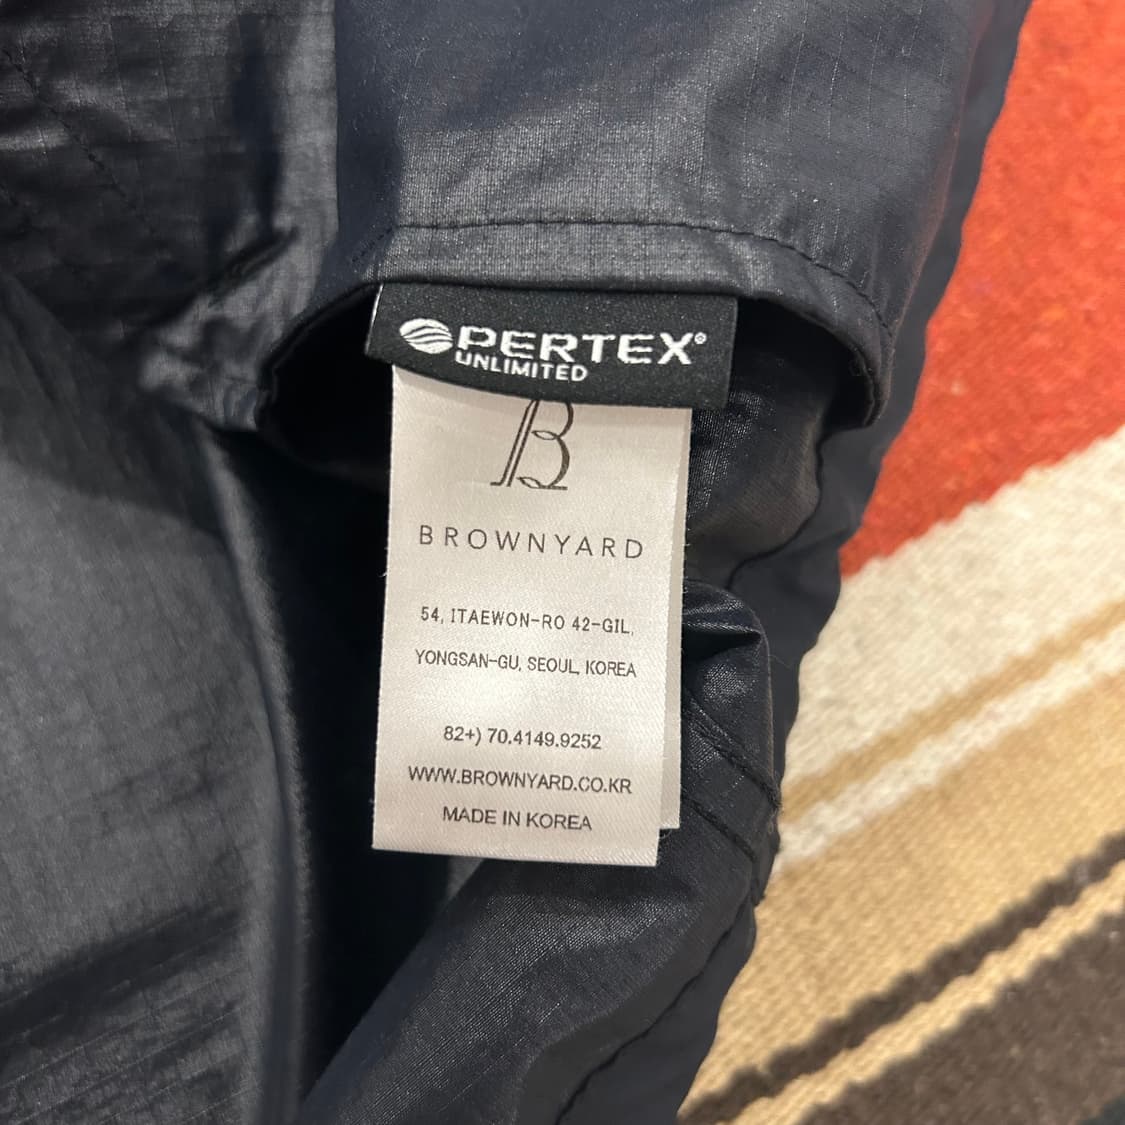 PERTEX®
UNLIMITED
B
BROWNYARD
54, ITAEWON-RO 42-GIL,
YONGSAN-GU, SEOUL, KOREA
82+) 70.4149.9252
WWW.BROWNYARD.CO.KR
MADE IN KOREA